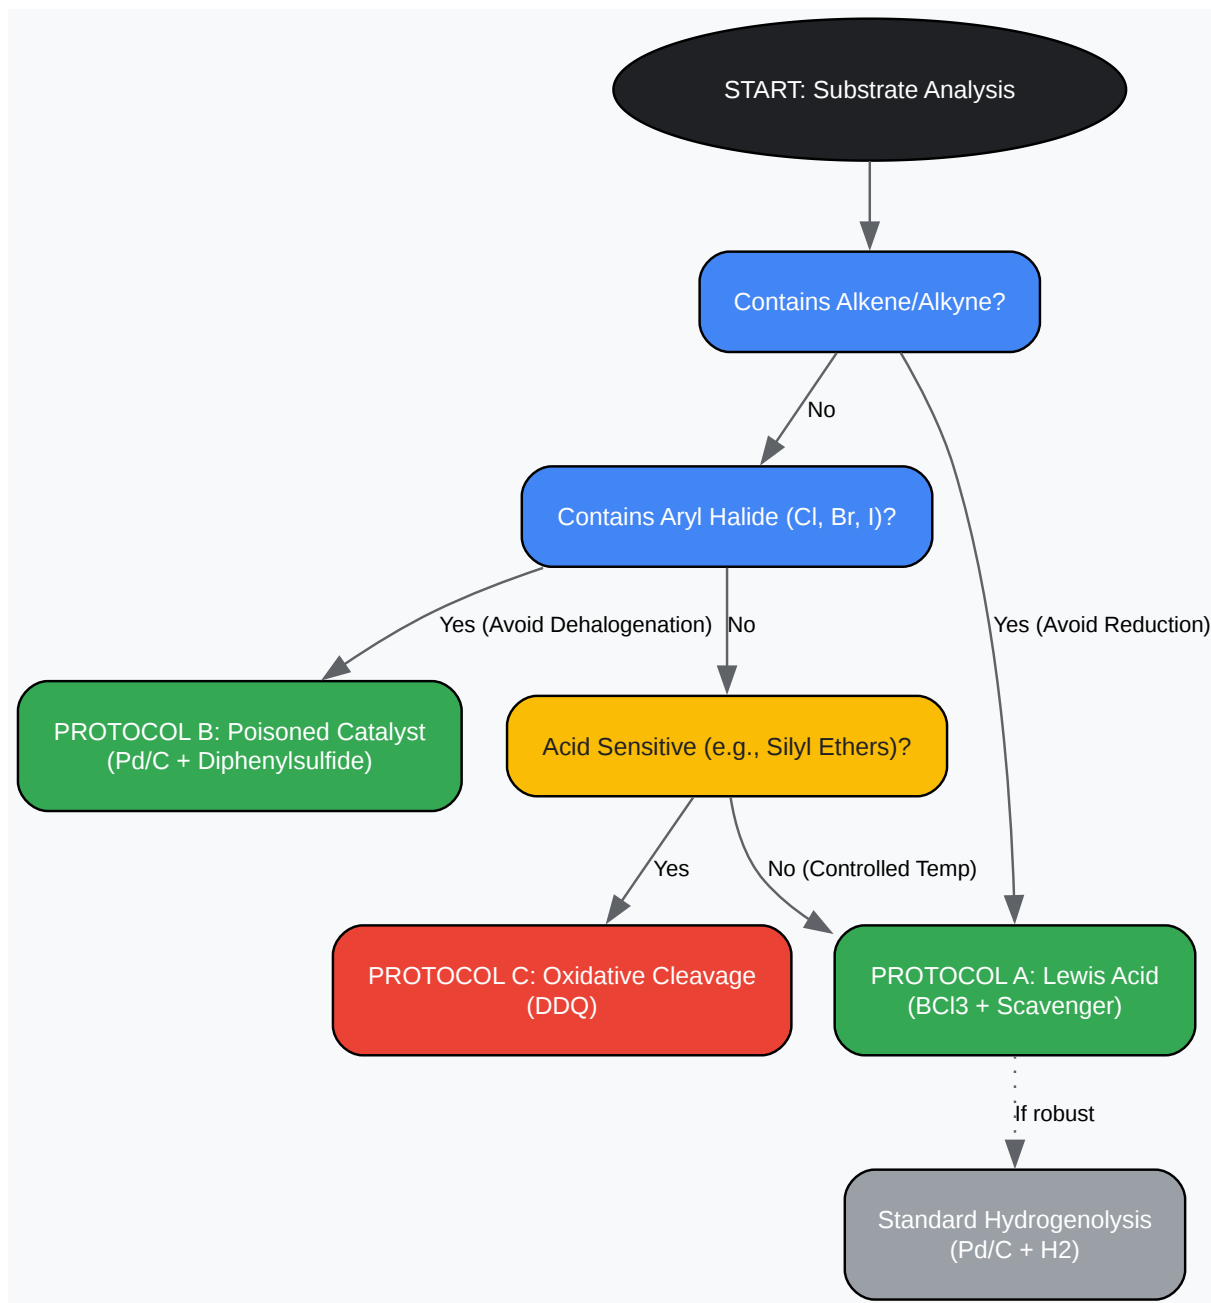 START: Substrate Analysis
Contains Alkene/Alkyne?
No
Contains Aryl Halide (Cl, Br, I)?
Yes (Avoid Dehalogenation)
No
Yes (Avoid Reduction)
PROTOCOL B: Poisoned Catalyst
(Pd/C + Diphenylsulfide)
Acid Sensitive (e.g., Silyl Ethers)?
Yes
No (Controlled Temp)
PROTOCOL C: Oxidative Cleavage
(DDQ)
PROTOCOL A: Lewis Acid
(BCl3 + Scavenger)
If robust
Standard Hydrogenolysis
(Pd/C + H2)